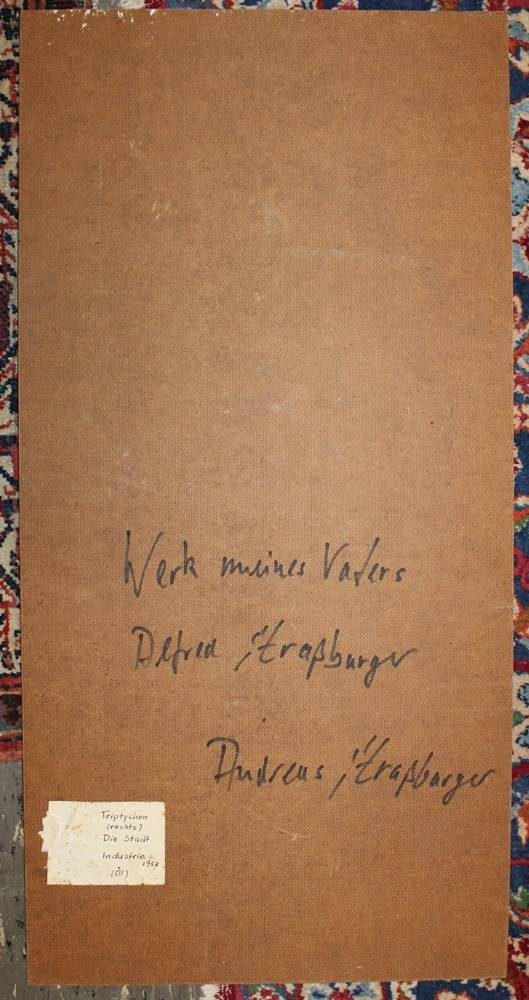 Werk meines Vaters
Alfred Straßburger
Andreas Straßburger
Triptychon
(rechts)
Die Stadt
Industrie
1958
(Öl)